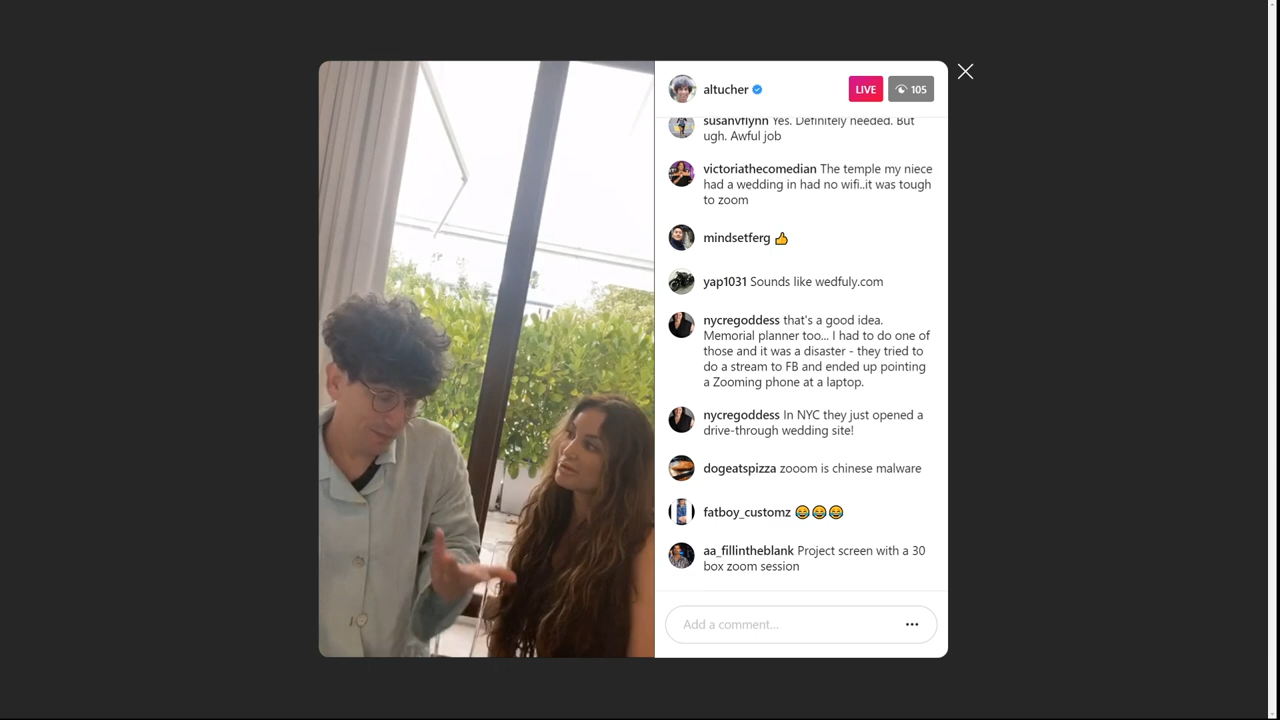 altucher
LIVE
105
susanvflynn Yes. Definitely needed. But
ugh. Awful job
victoriathecomedian The temple my niece
had a wedding in had no wifi..it was tough
to zoom
mindsetferg 👍
yap1031 Sounds like wedfuly.com
nycregoddess that's a good idea.
Memorial planner too... I had to do one of
those and it was a disaster - they tried to
do a stream to FB and ended up pointing
a Zooming phone at a laptop.
nycregoddess In NYC they just opened a
drive-through wedding site!
dogeatspizza zooom is chinese malware
fatboy_customz 😂😂😂
aa_fillintheblank Project screen with a 30
box zoom session
Add a comment...